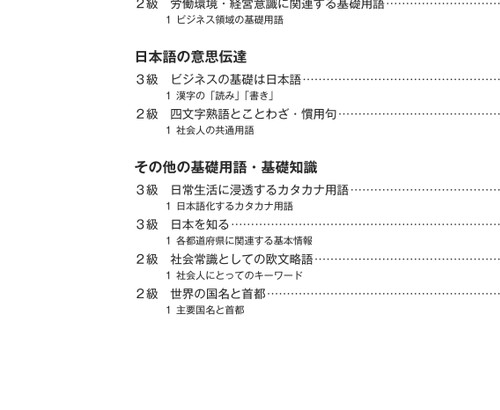 2級 労働環境・経営意識に関連する基礎用語
1 ビジネス領域の基礎用語
日本語の意思伝達
3級 ビジネスの基礎は日本語
1 漢字の「読み」「書き」
2級 四文字熟語とことわざ・慣用句
1 社会人の共通用語
その他の基礎用語・基礎知識
3級 日常生活に浸透するカタカナ用語
1 日本語化するカタカナ用語
3級 日本を知る
1 各都道府県に関連する基本情報
2級 社会常識としての欧文略語
1 社会人にとってのキーワード
2級 世界の国名と首都
1 主要国名と首都